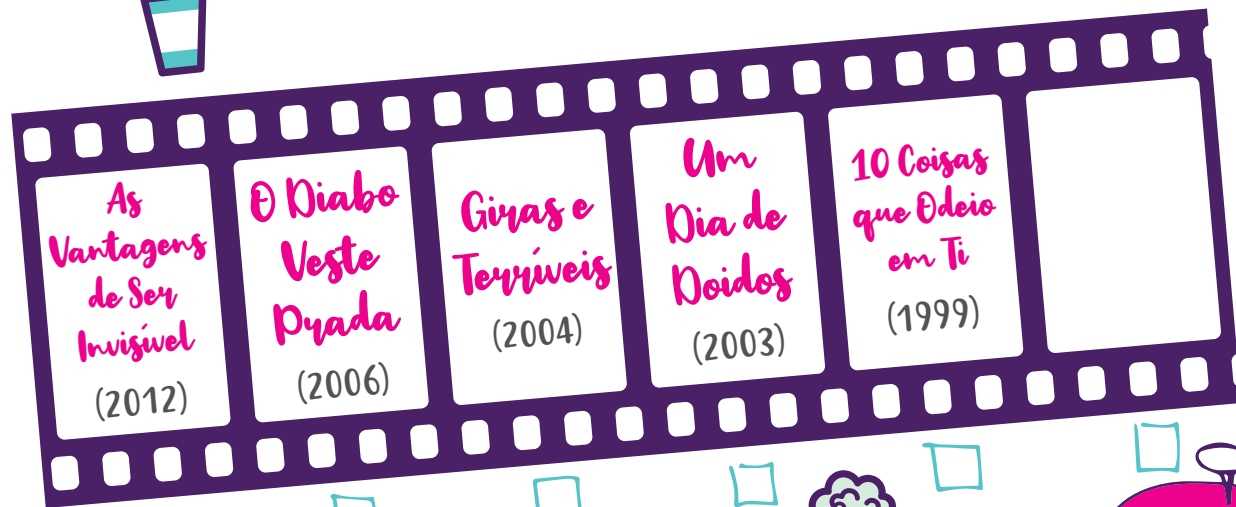 As
Vantagens
de Ser
Invisível
(2012)
O Diabo
Veste
Prada
(2006)
Giras e
Terríveis
(2004)
Um
Dia de
Doidos
(2003)
10 Coisas
que Odeio
em Ti
(1999)